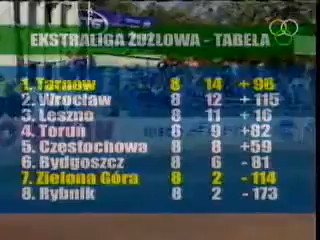 EKSTRALIGA ŻUŻLOWA - TABELA
1. Tarnów 8 14 + 96
2. Wrocław 8 12 + 115
3. Leszno 8 11 + 16
4. Toruń 8 9 +82
5. Częstochowa 8 8 +59
6. Bydgoszcz 8 6 - 81
7. Zielona Góra 8 2 - 114
8. Rybnik 8 2 - 173